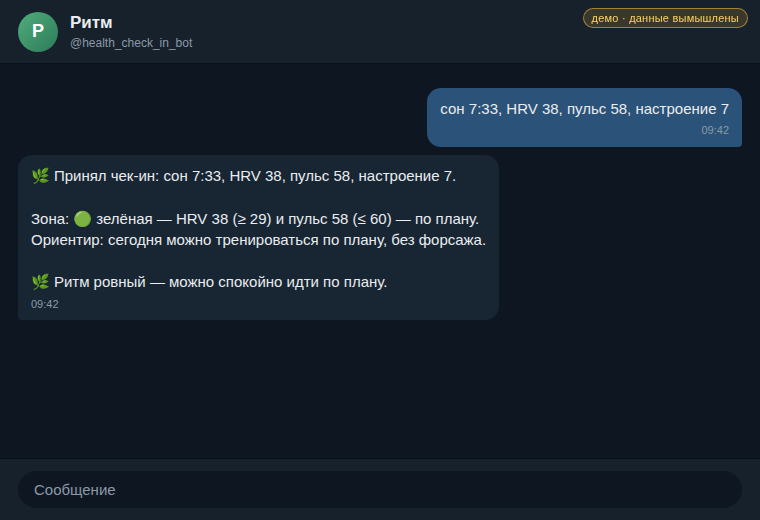 Р
Ритм
@health_check_in_bot
демо · данные вымышлены
сон 7:33, HRV 38, пульс 58, настроение 7
09:42
🌿 Принял чек-ин: сон 7:33, HRV 38, пульс 58, настроение 7.
Зона: 🟢 зелёная — HRV 38 (≥ 29) и пульс 58 (≤ 60) — по плану.
Ориентир: сегодня можно тренироваться по плану, без форсажа.
🌿 Ритм ровный — можно спокойно идти по плану.
09:42
Сообщение